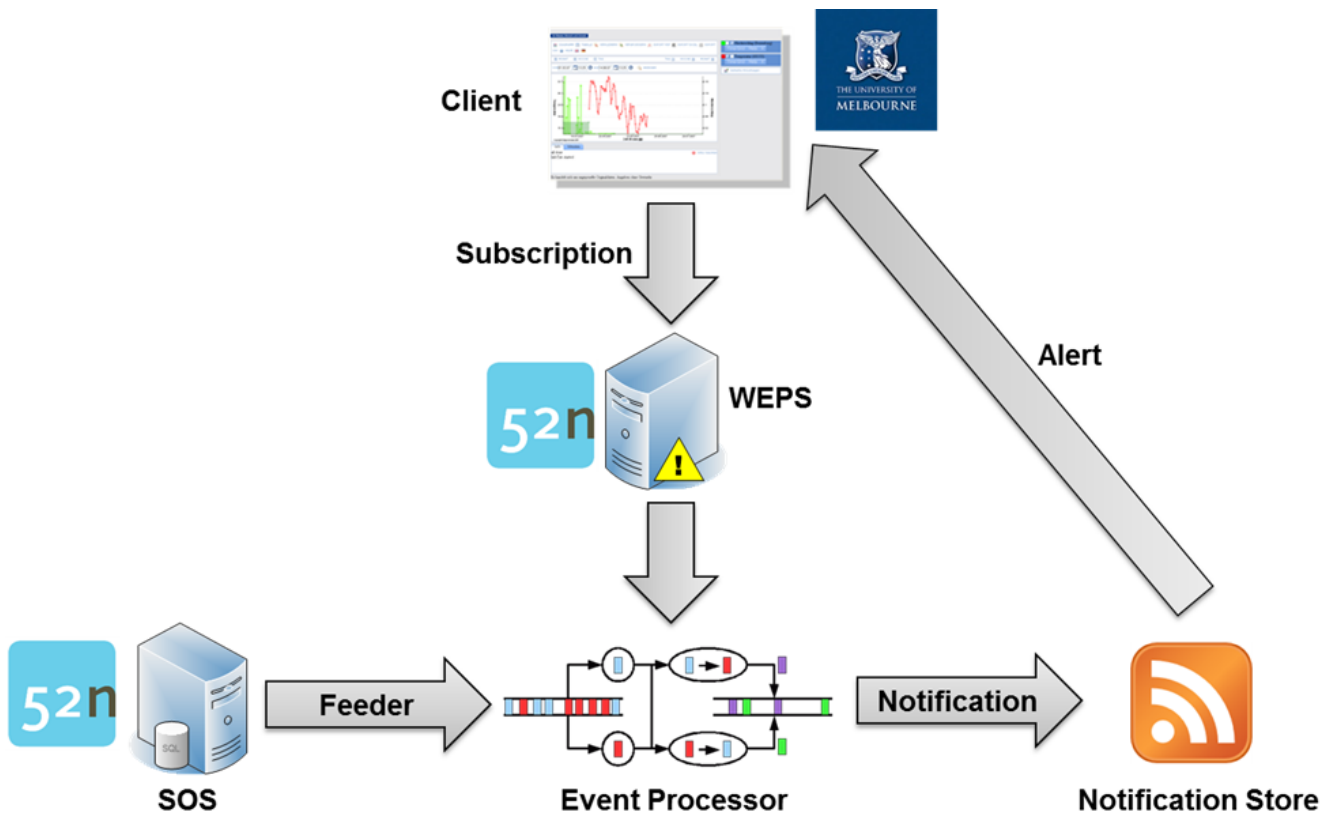 THE UNIVERSITY OF
MELBOURNE
Client
Subscription
WEPS
52n
!
Alert
52n
SQL
Feeder
Notification
SOS
Event Processor
Notification Store